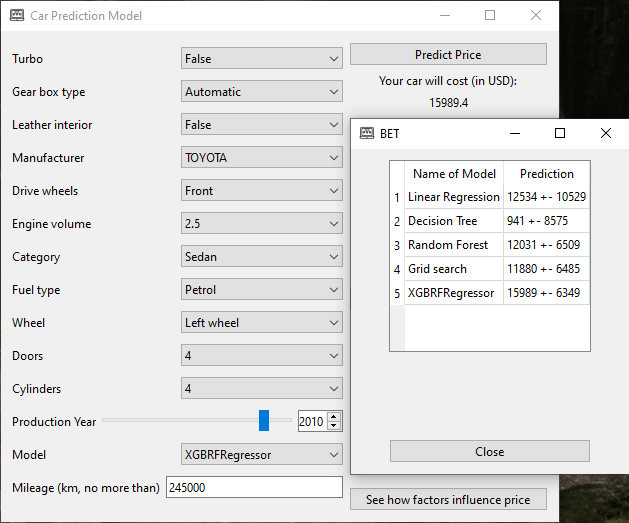 Car Prediction Model
Turbo False
Gear box type Automatic
Leather interior False
Manufacturer TOYOTA
Drive wheels Front
Engine volume 2.5
Category Sedan
Fuel type Petrol
Wheel Left wheel
Doors 4
Cylinders 4
Production Year 2010
Model XGBRFRegressor
Mileage (km, no more than) 245000
Predict Price
Your car will cost (in USD):
15989.4
BET
Name of Model Prediction
1 Linear Regression 12534 +- 10529
2 Decision Tree 941 +- 8575
3 Random Forest 12031 +- 6509
4 Grid search 11880 +- 6485
5 XGBRFRegressor 15989 +- 6349
Close
See how factors influence price